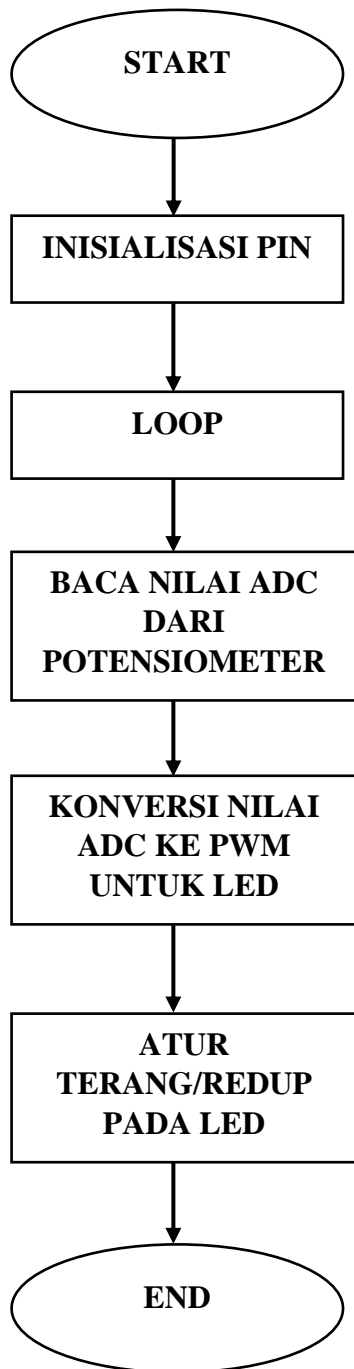 START
INISIALISASI PIN
LOOP
BACA NILAI ADC
DARI
POTENSIOMETER
KONVERSI NILAI
ADC KE PWM
UNTUK LED
ATUR
TERANG/REDUP
PADA LED
END